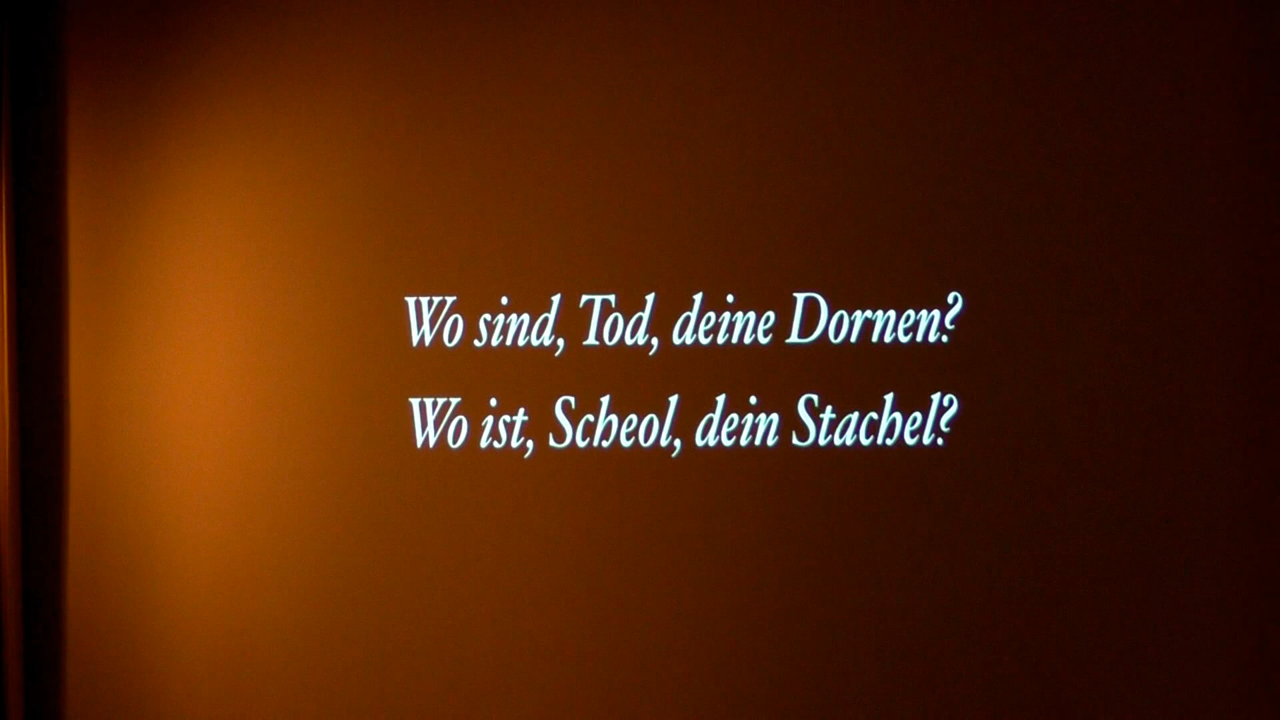 Wo sind, Tod, deine Dornen?
Wo ist, Scheol, dein Stachel?